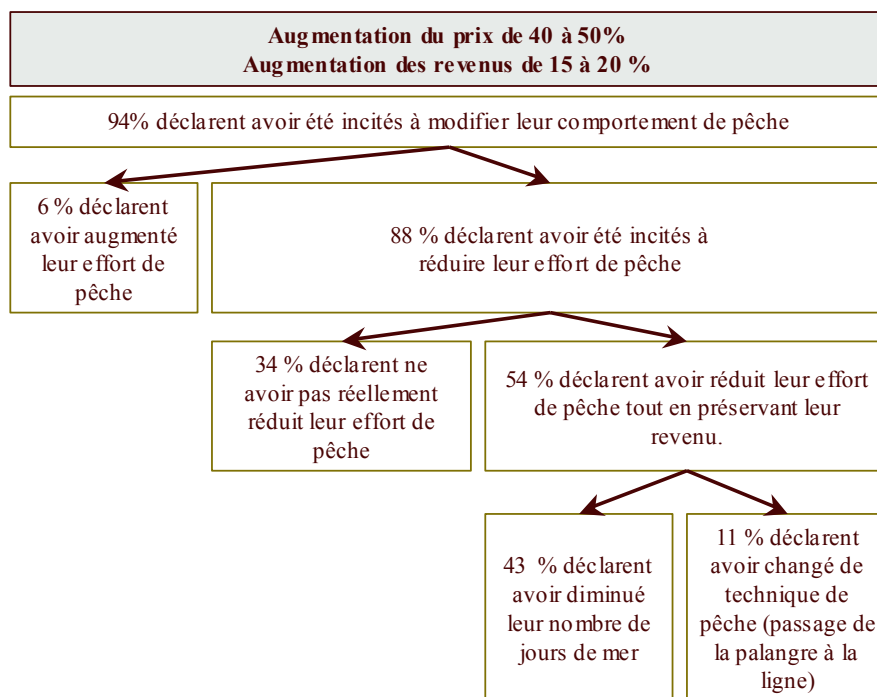 Augmentation du prix de 40 à 50%
Augmentation des revenus de 15 à 20 %
94% déclarent avoir été incités à modifier leur comportement de pêche
6 % déclarent
avoir augmenté
leur effort de
pêche
88 % déclarent avoir été incités à
réduire leur effort de pêche
34 % déclarent ne
avoir pas réellement
réduit leur effort de
pêche
54 % déclarent avoir réduit leur effort
de pêche tout en préservant leur
revenu.
43 % déclarent
avoir diminué
leur nombre de
jours de mer
11 % déclarent
avoir changé de
technique de
pêche (passage de
la palangre à la
ligne)